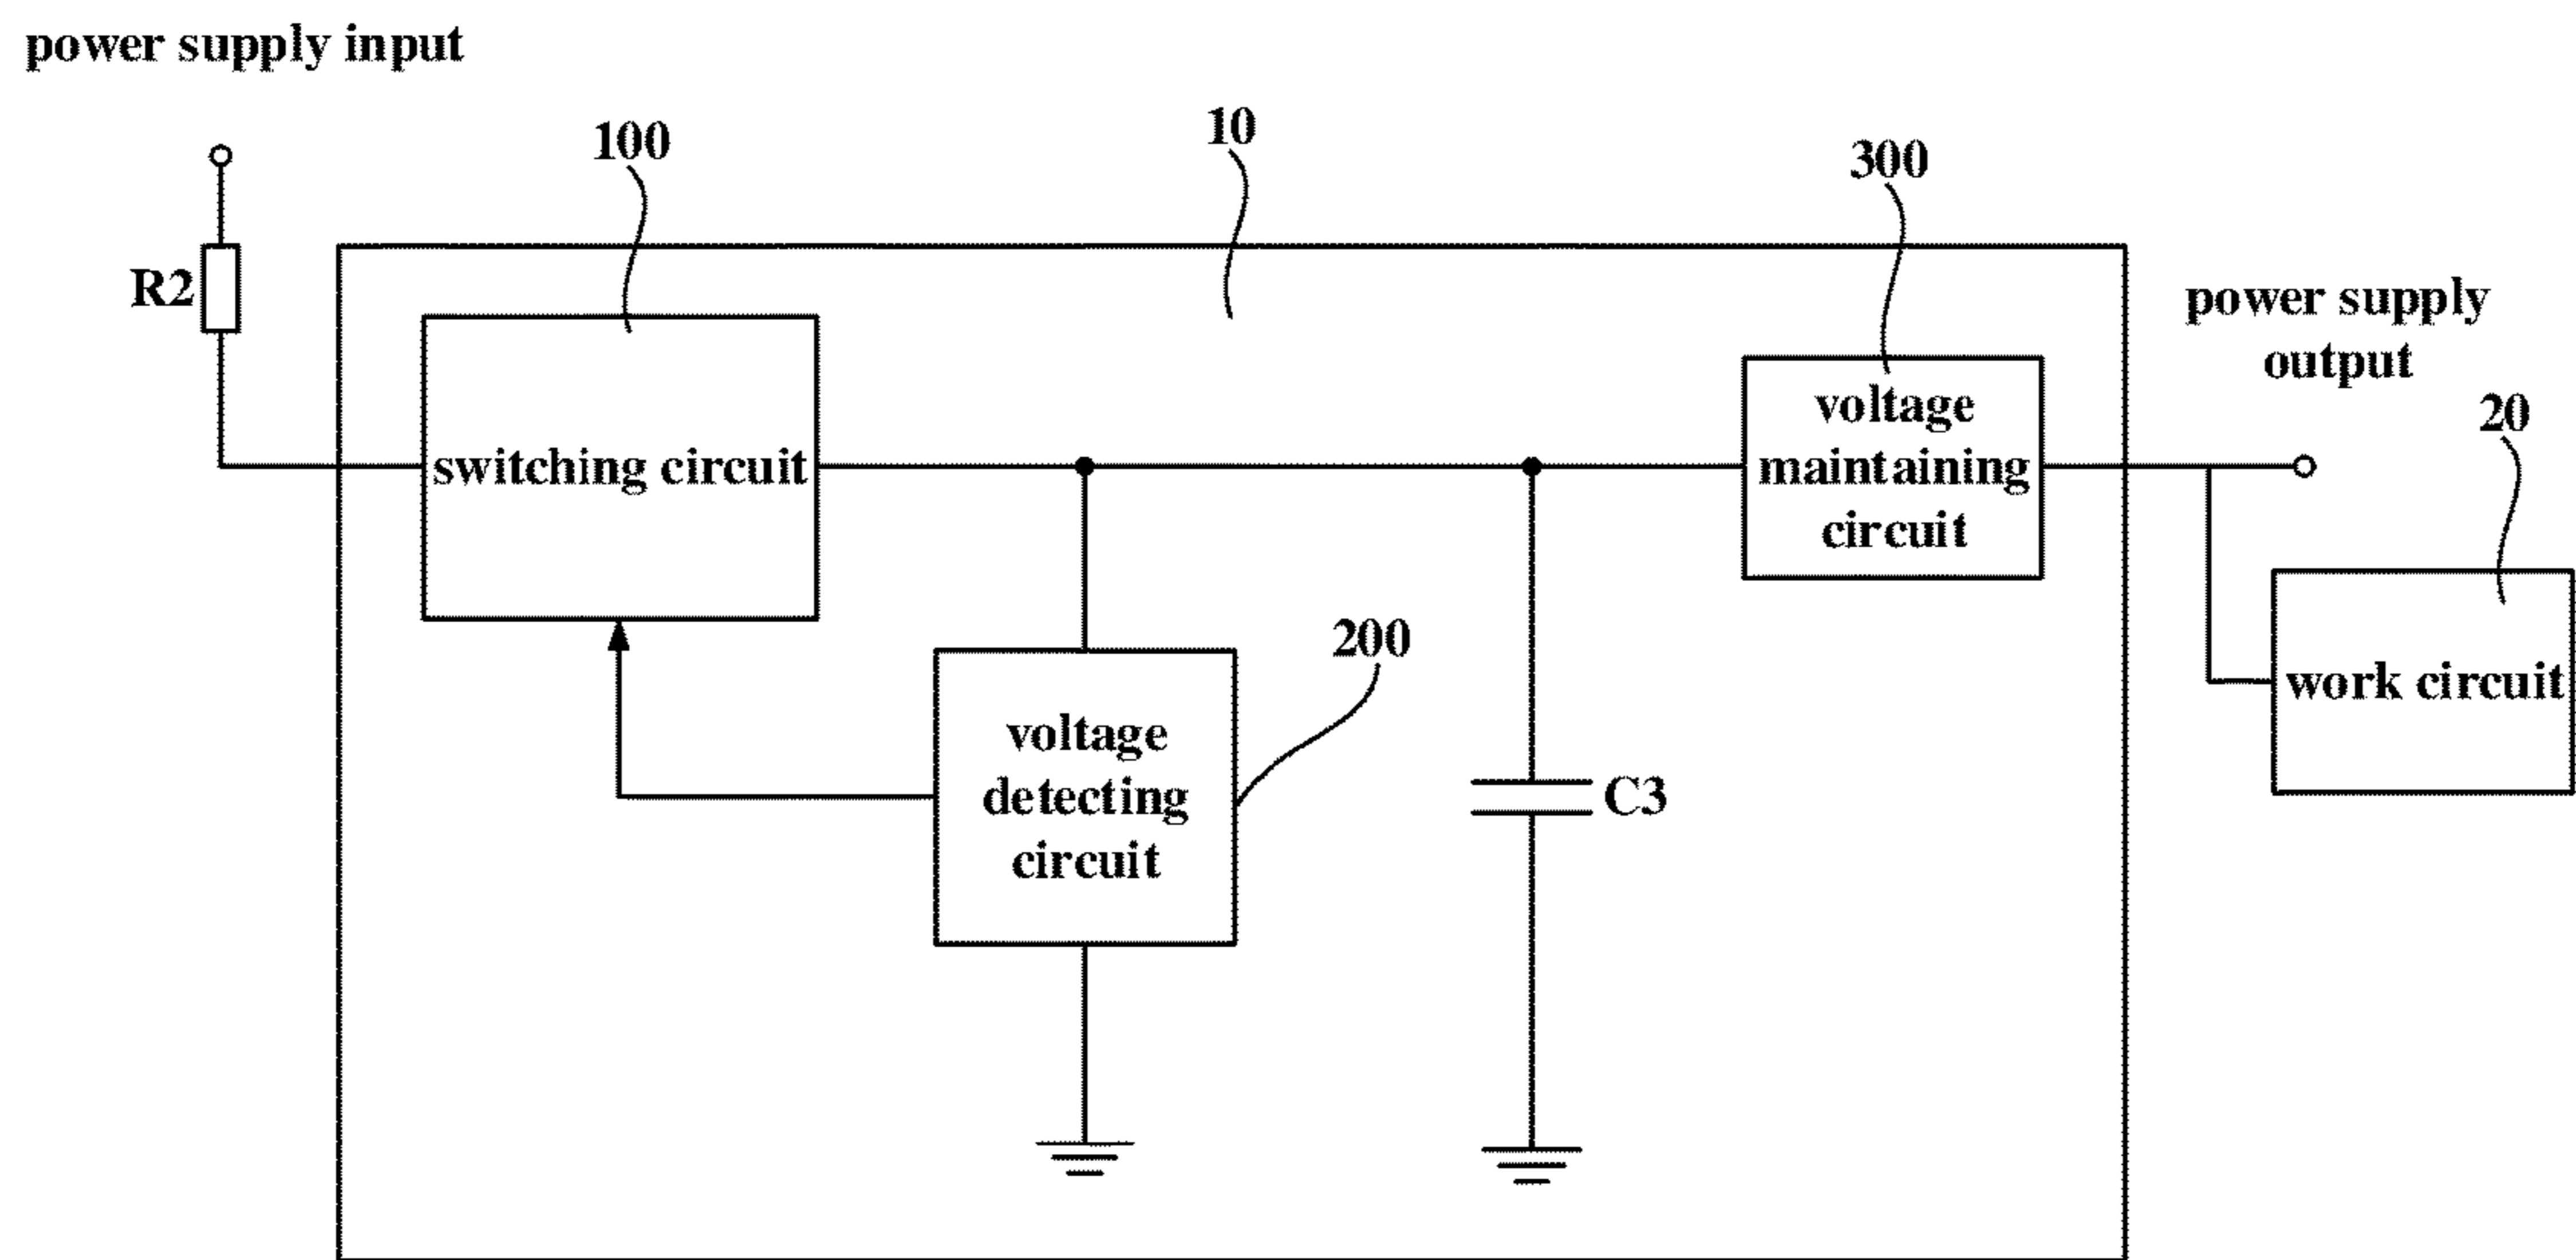 power supply input
100
10
300
R2
power supply
output
20
switching circuit
voltage
maintaining
circuit
200
work circuit
voltage
detecting
circuit
C3